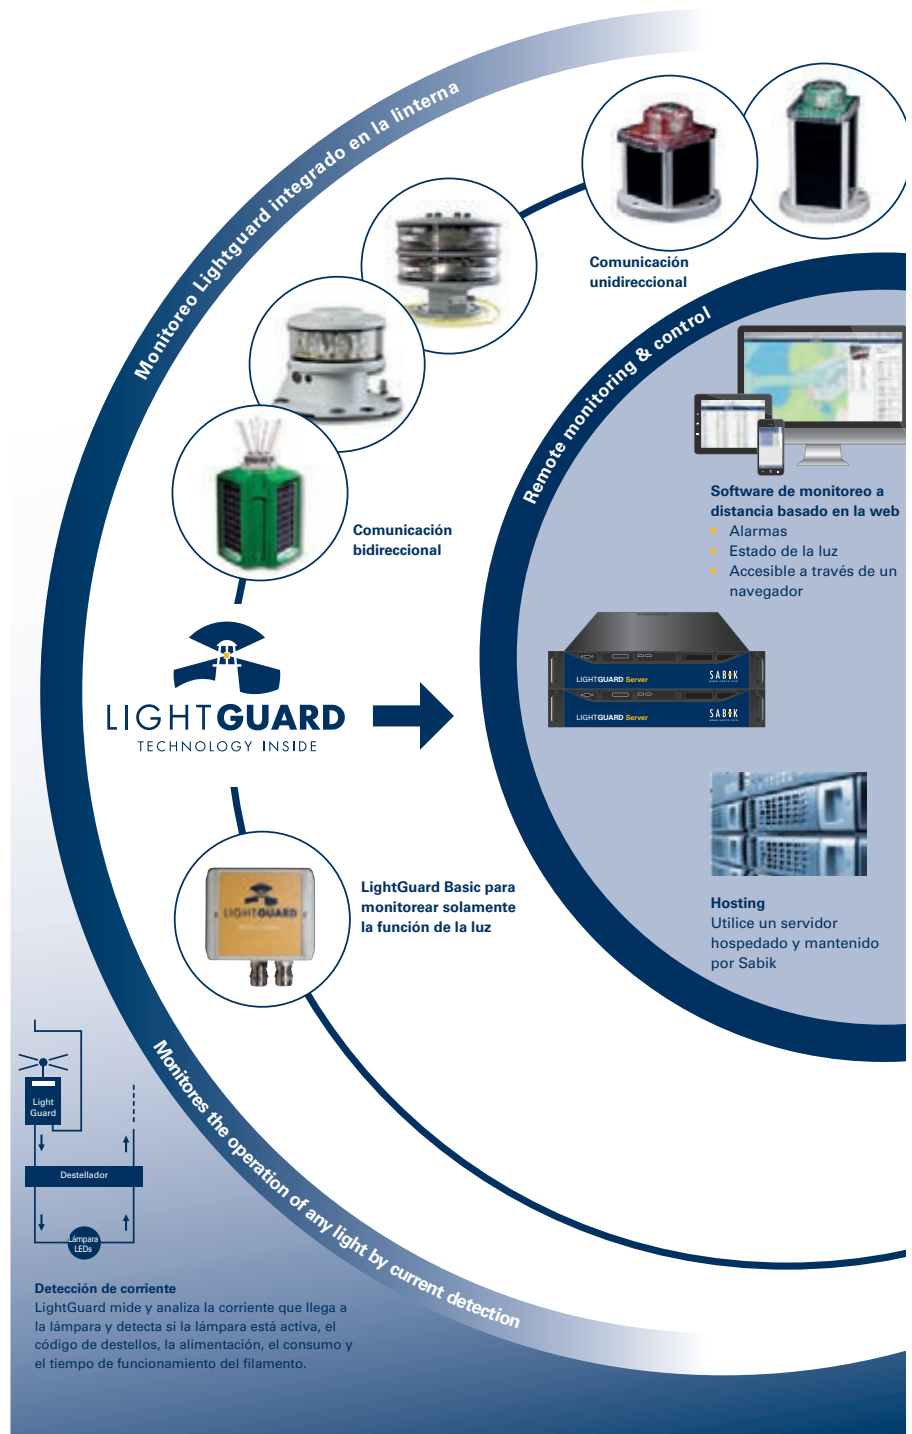 Monitoreo Lightguard integrado en la linterna
Comunicación
unidireccional
Remote monitoring & control
Software de monitoreo a
distancia basado en la web
• Alarmas
• Estado de la luz
• Accesible a través de un
navegador
Comunicación
bidireccional
LIGHTGUARD
TECHNOLOGY INSIDE
LIGHTGUARD Server
SABIK
LIGHTGUARD Server
SABIK
LIGHTGUARD
LightGuard Basic para
monitorear solamente
la función de la luz
Hosting
Utilice un servidor
hospedado y mantenido
por Sabik
Monitores the operation of any light by current detection
Light
Guard
Destellador
Lámpara
LEDs
Detección de corriente
LightGuard mide y analiza la corriente que llega a
la lámpara y detecta si la lámpara está activa, el
código de destellos, la alimentación, el consumo y
el tiempo de funcionamiento del filamento.